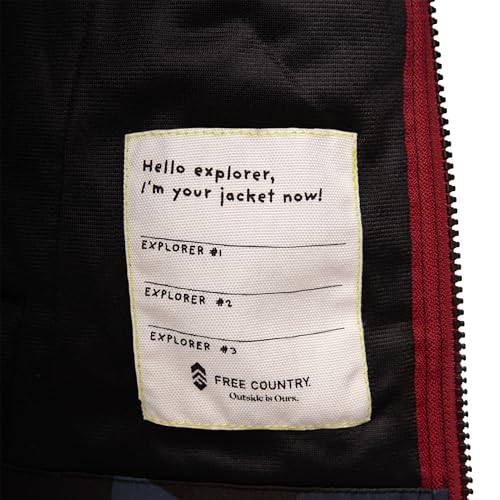 Hello explorer,
I'm your jacket now!
EXPLORER #1
EXPLORER #2
EXPLORER #3
FREE COUNTRY.
Outside is Ours.